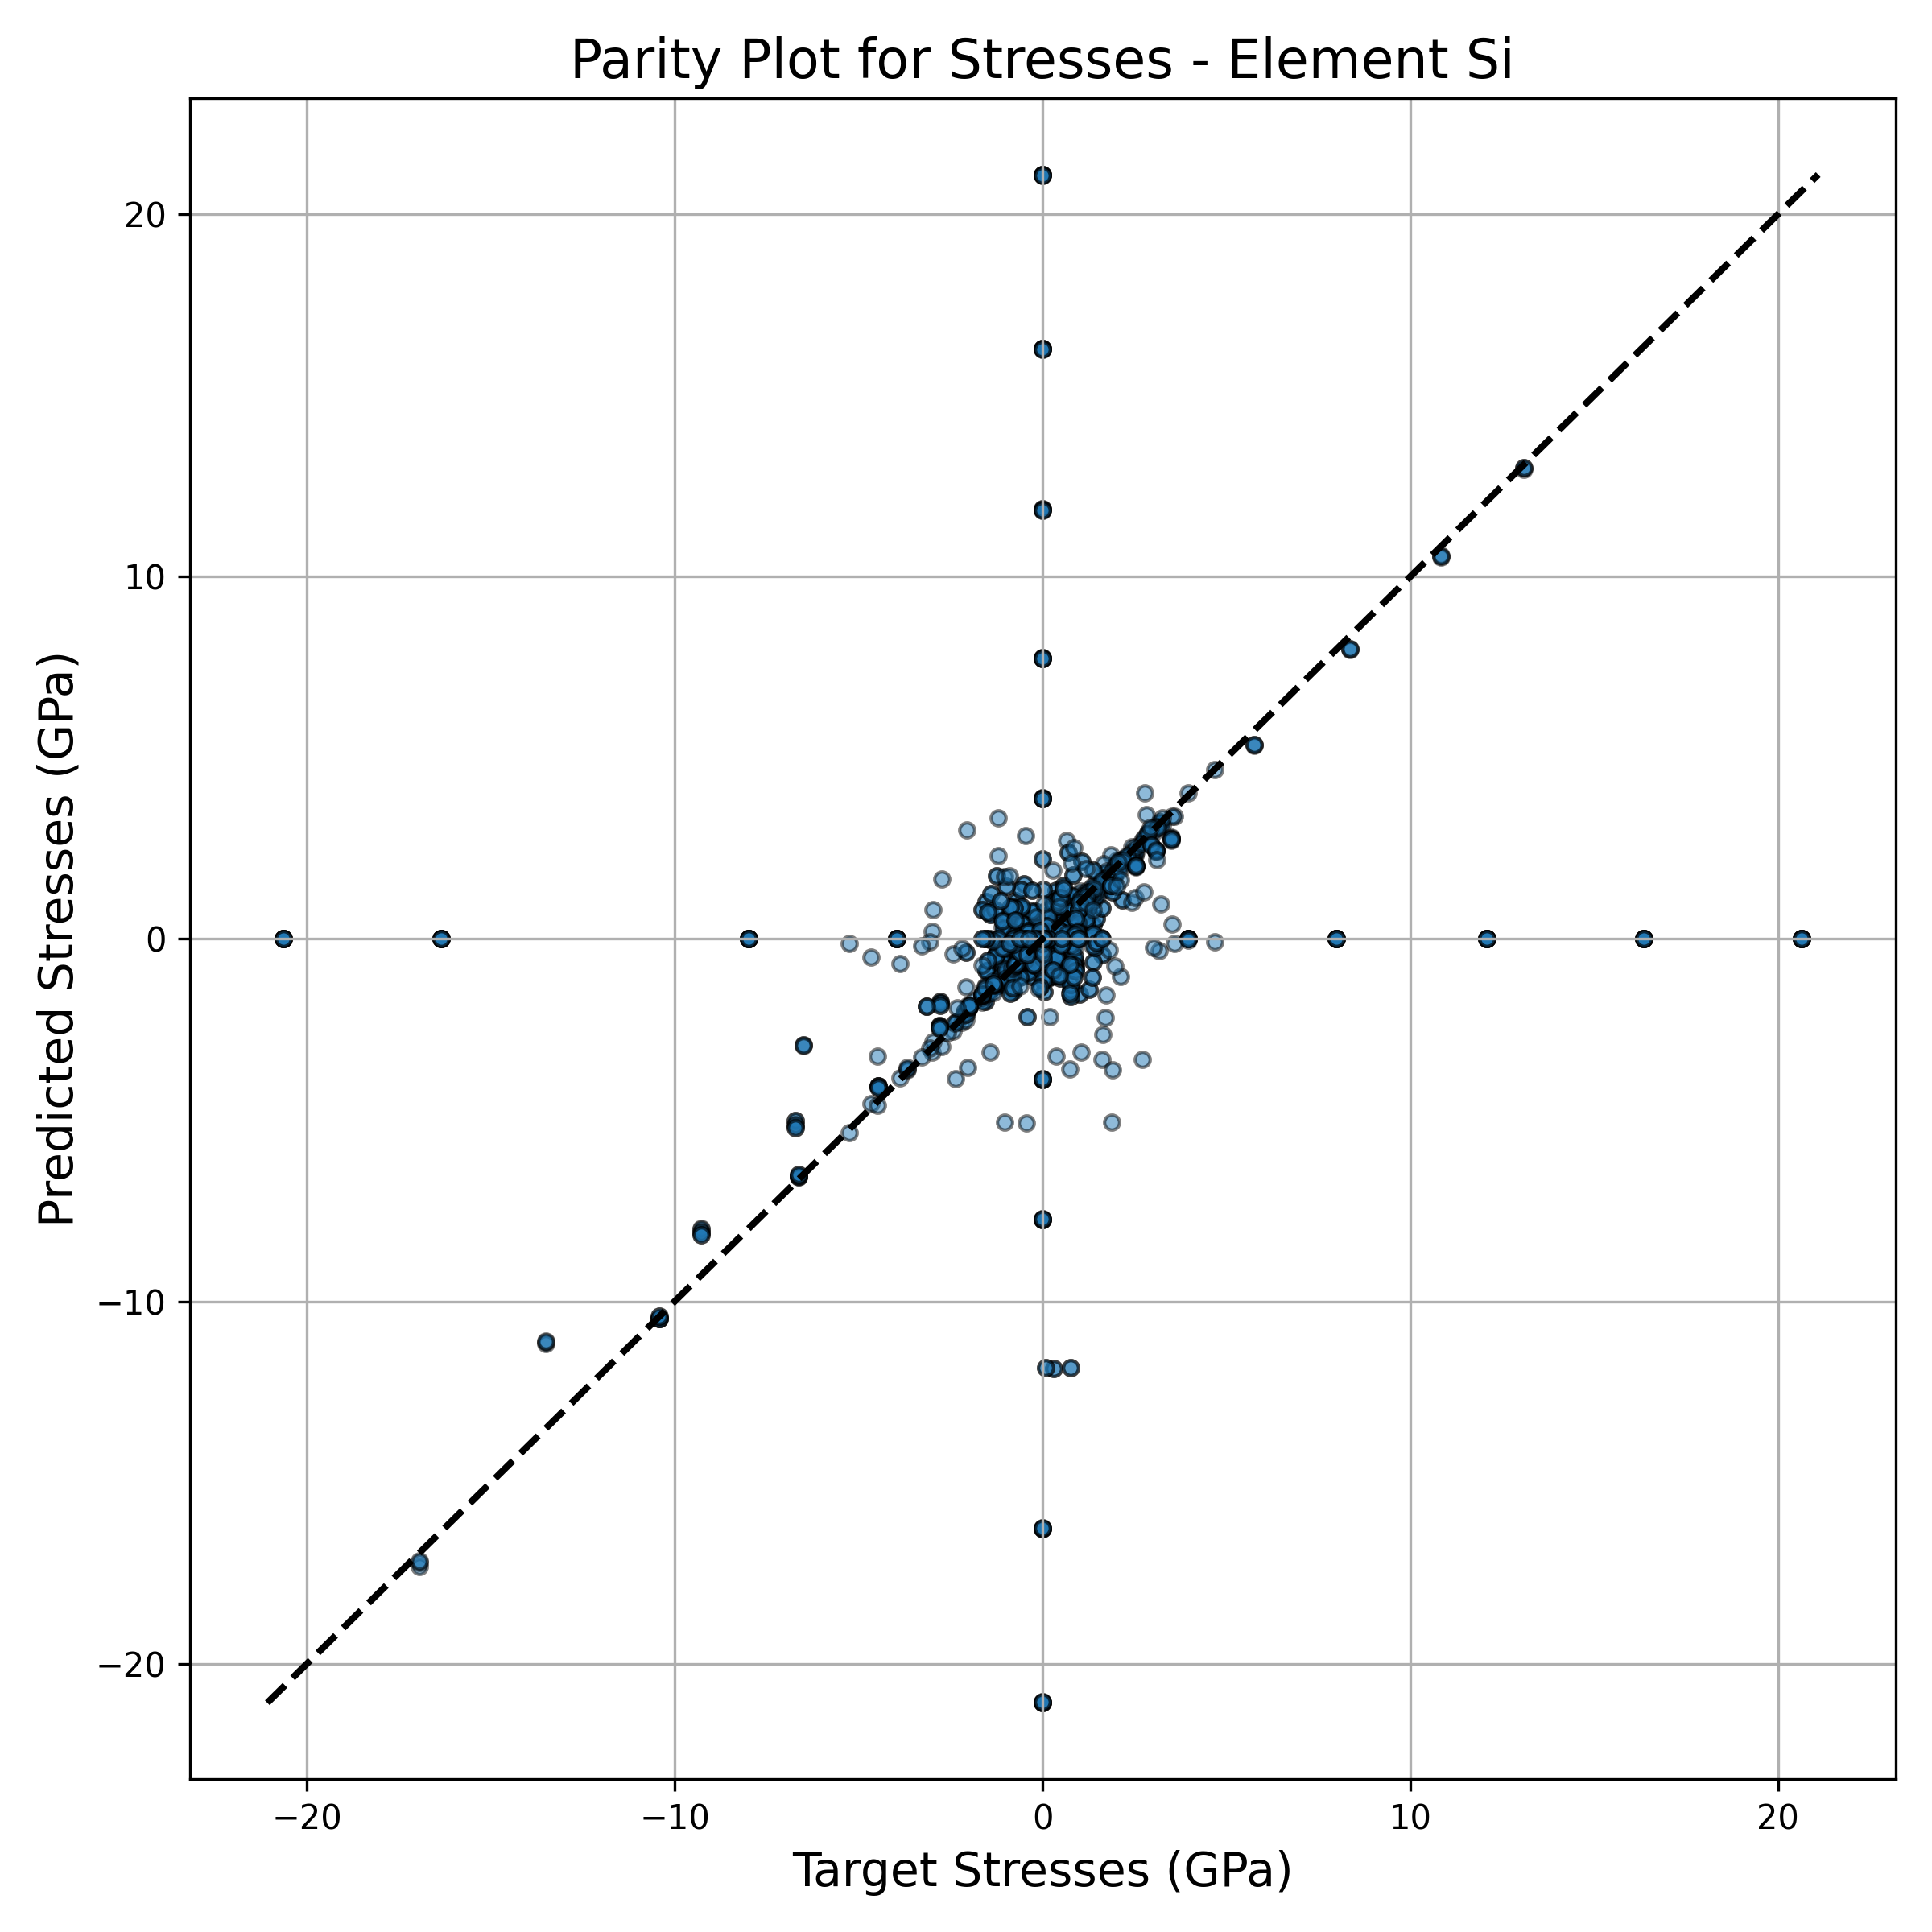 Parity Plot for Stresses - Element Si
Predicted Stresses (GPa)
20
10
0
−10
−20
−20 −10 0 10 20
Target Stresses (GPa)